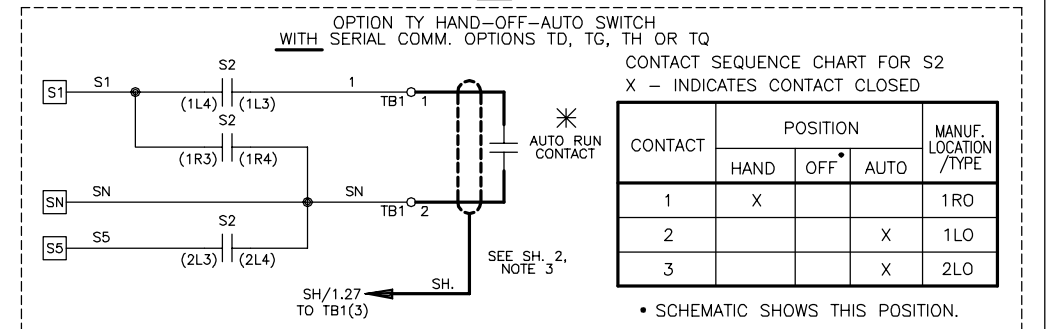 OPTION TY HAND-OFF-AUTO SWITCH
WITH SERIAL COMM. OPTIONS TD, TG, TH OR TQ
S1
S1
S2
(1L4) (1L3)
1
TB1
1
S2
(1R3) (1R4)
AUTO RUN
CONTACT
SN
SN
SN
TB1
2
S5
S5
S2
(2L3) (2L4)
SEE SH. 2,
NOTE 3
SH/1.27
TO TB1(3)
SH.
CONTACT SEQUENCE CHART FOR S2
X – INDICATES CONTACT CLOSED
CONTACT
POSITION
MANUF.
LOCATION
/TYPE
HAND OFF• AUTO
1 X 1RO
2 X 1LO
3 X 2LO
• SCHEMATIC SHOWS THIS POSITION.